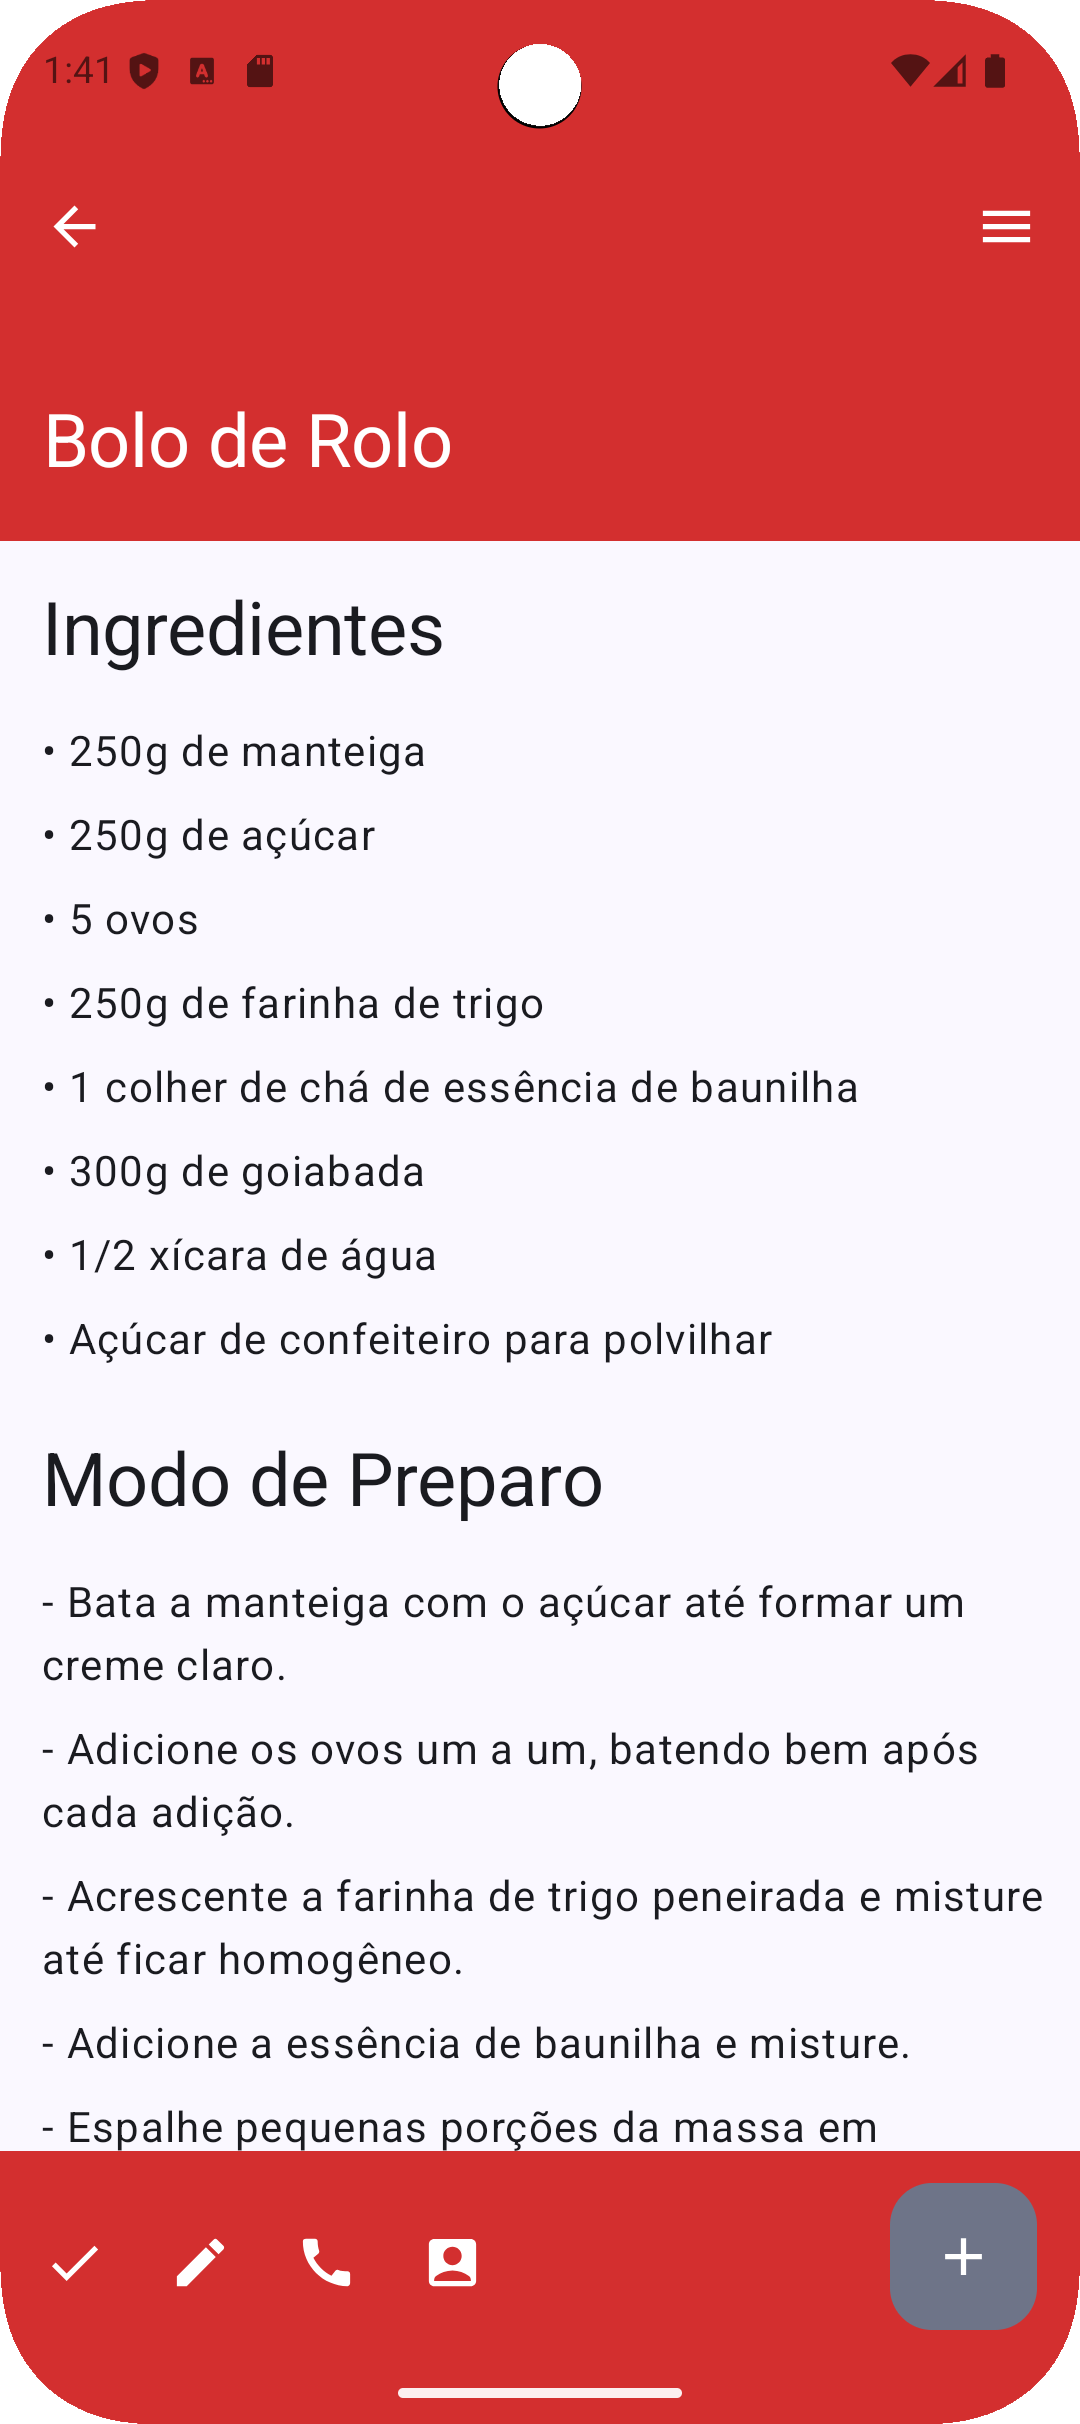 1:41
Bolo de Rolo
Ingredientes
• 250g de manteiga
• 250g de açúcar
• 5 ovos
• 250g de farinha de trigo
• 1 colher de chá de essência de baunilha
• 300g de goiabada
• 1/2 xícara de água
• Açúcar de confeiteiro para polvilhar
Modo de Preparo
- Bata a manteiga com o açúcar até formar um
creme claro.
- Adicione os ovos um a um, batendo bem após
cada adição.
- Acrescente a farinha de trigo peneirada e misture
até ficar homogêneo.
- Adicione a essência de baunilha e misture.
- Espalhe pequenas porções da massa em